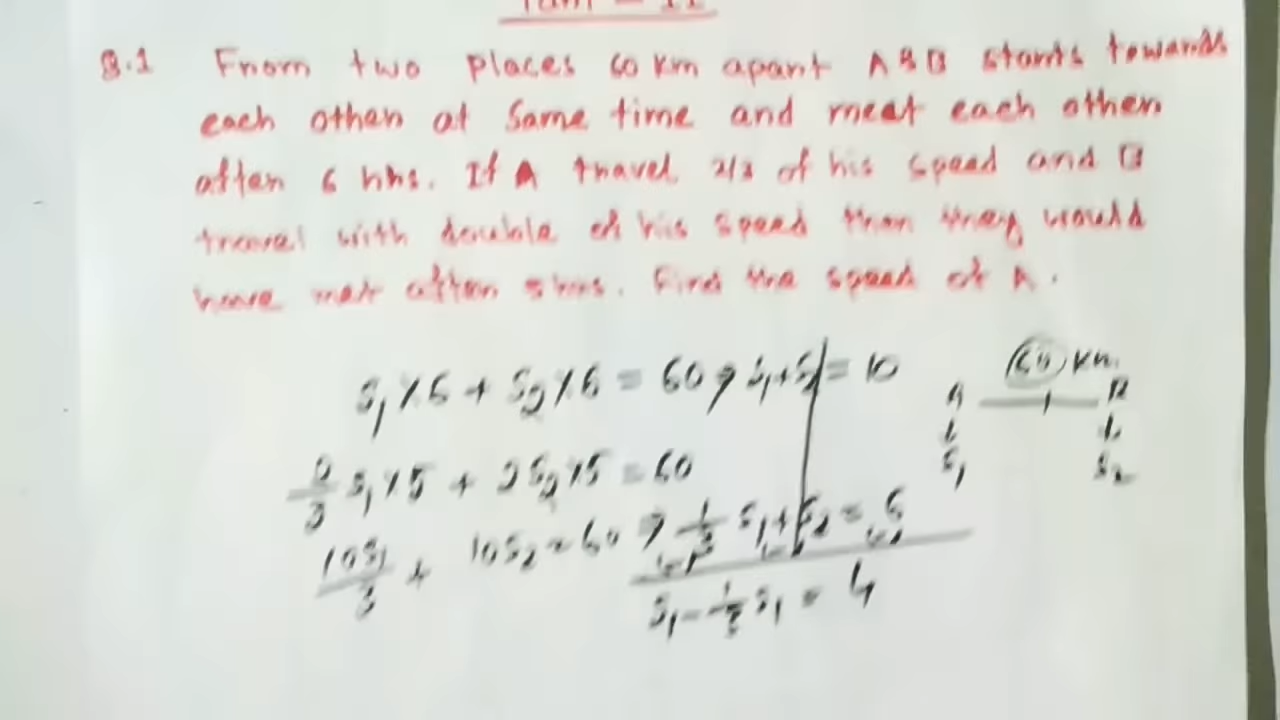 Q.1 From two places 60 km apart A & B starts towards
each other at same time and meet each other
after 6 hrs. If A travel 2/3 of his speed and B
travel with double of his speed than they would
have met after 5 hrs. Find the speed of A.
S₁×6 + S₂×6 = 60 ⇒ S₁+S₂ = 10
60 km.
A B
S₁ S₂
2/3 S₁×5 + 2S₂×5 = 60
10S₁/3 + 10S₂ = 60 ⇒ 1/3 S₁+S₂ = 6
(-) (-) (-)
S₁ - 1/3 S₁ = 4